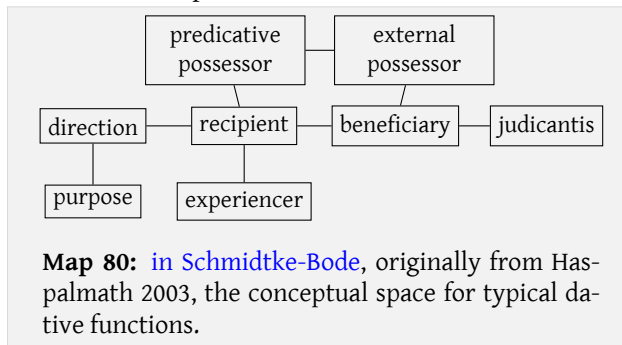 predicative external
possessor possessor
direction recipient beneficiary judicantis
purpose experiencer
Map 80: in Schmidtke-Bode, originally from Has-
palmath 2003, the conceptual space for typical da-
tive functions.